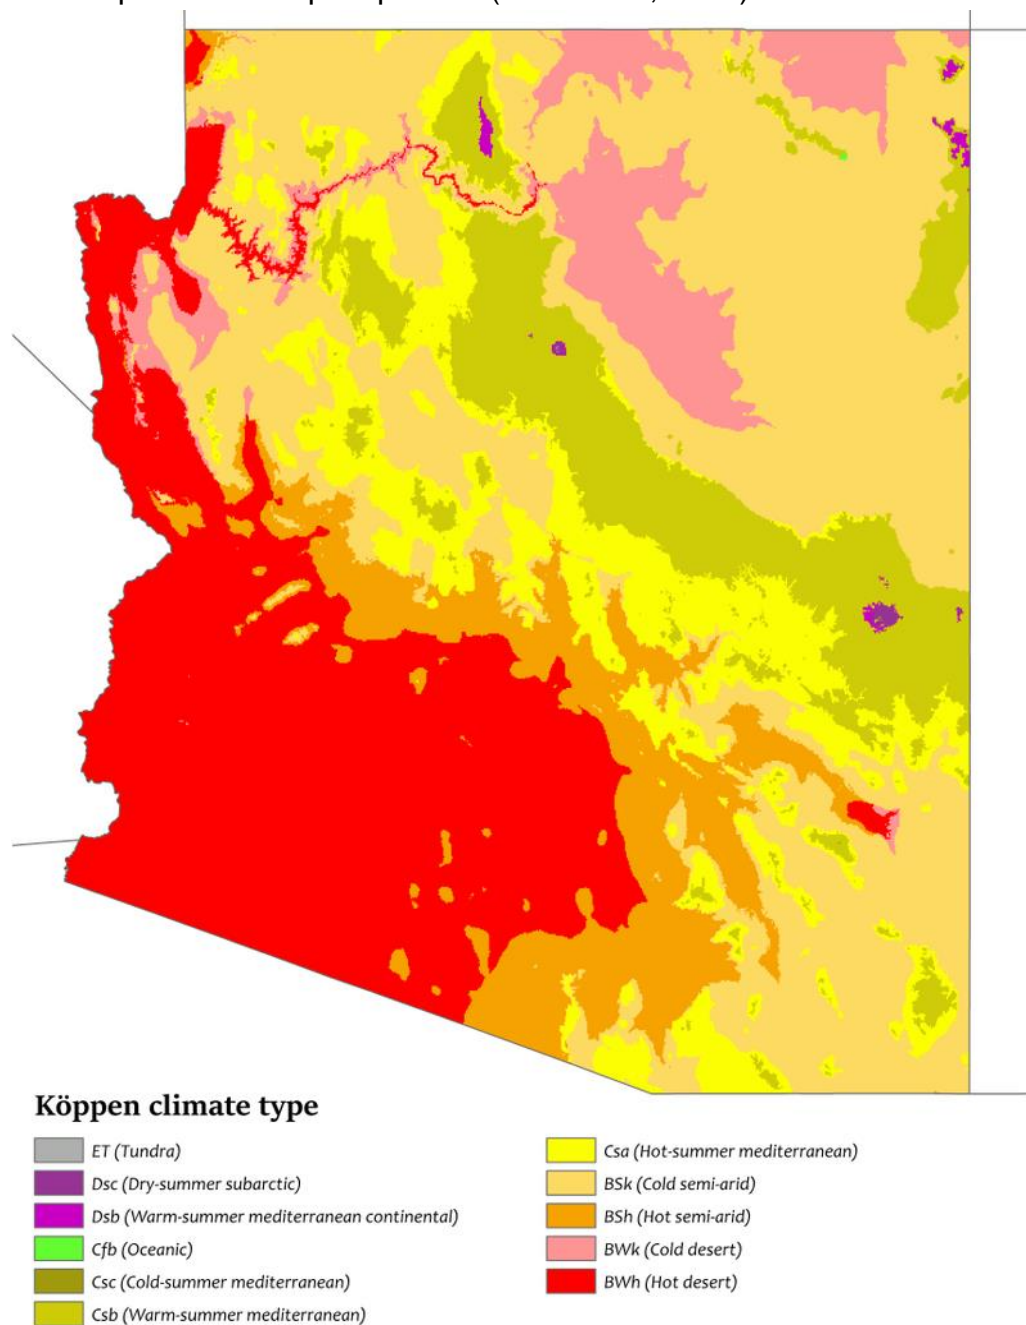 Köppen climate type
ET (Tundra)
Dsc (Dry-summer subarctic)
Dsb (Warm-summer mediterranean continental)
Cfb (Oceanic)
Csc (Cold-summer mediterranean)
Csb (Warm-summer mediterranean)
Csa (Hot-summer mediterranean)
BSk (Cold semi-arid)
BSh (Hot semi-arid)
BWk (Cold desert)
BWh (Hot desert)